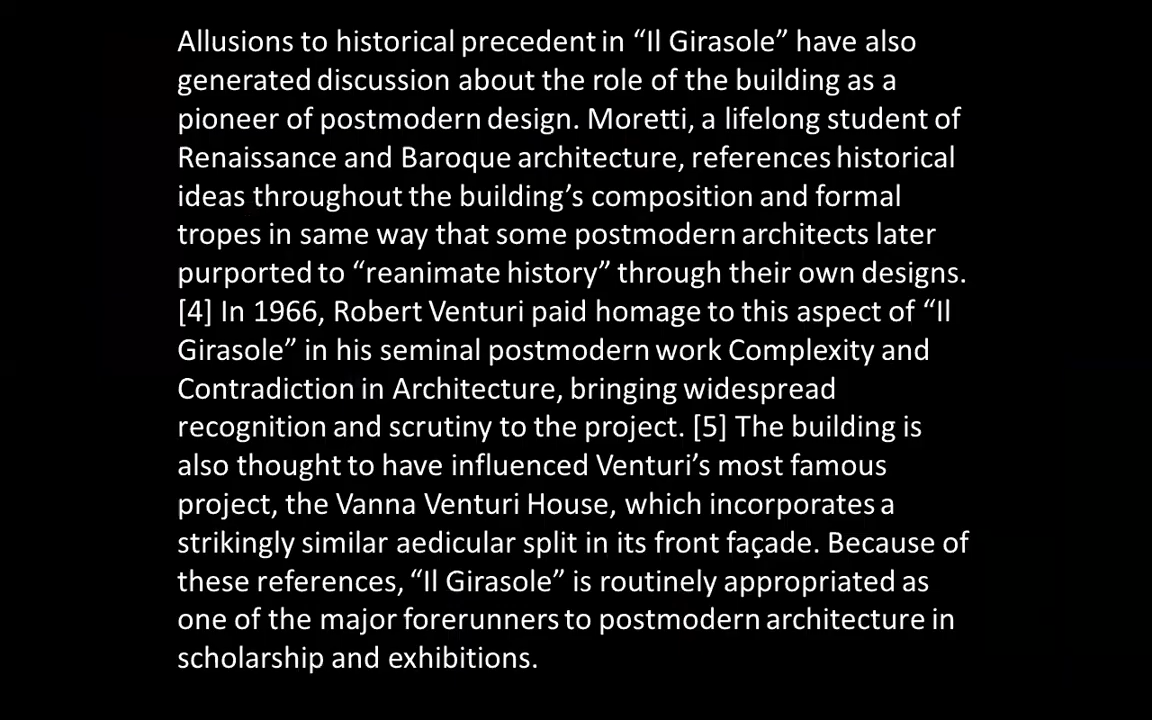 Allusions to historical precedent in “Il Girasole” have also
generated discussion about the role of the building as a
pioneer of postmodern design. Moretti, a lifelong student of
Renaissance and Baroque architecture, references historical
ideas throughout the building’s composition and formal
tropes in same way that some postmodern architects later
purported to “reanimate history” through their own designs.
[4] In 1966, Robert Venturi paid homage to this aspect of “Il
Girasole” in his seminal postmodern work Complexity and
Contradiction in Architecture, bringing widespread
recognition and scrutiny to the project. [5] The building is
also thought to have influenced Venturi’s most famous
project, the Vanna Venturi House, which incorporates a
strikingly similar aedicular split in its front façade. Because of
these references, “Il Girasole” is routinely appropriated as
one of the major forerunners to postmodern architecture in
scholarship and exhibitions.